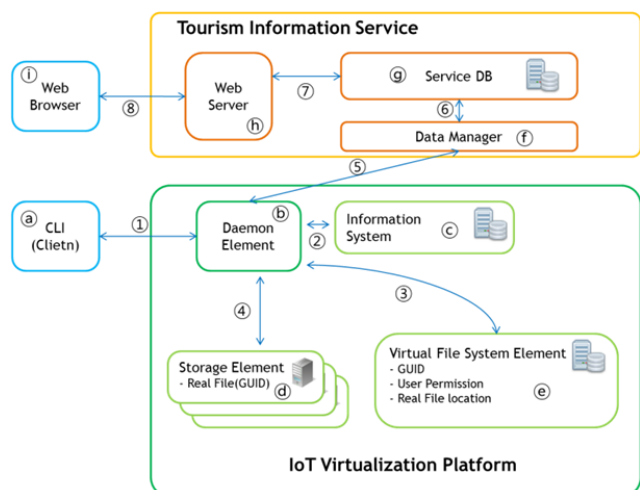 Tourism Information Service
ⓘ
Web
Browser
⑧
Web
Server
ⓗ
⑦
ⓖ
Service DB
⑥
Data Manager
ⓕ
⑤
ⓐ
CLI
(Clietn)
①
ⓑ
Daemon
Element
②
Information
System
ⓒ
③
④
Storage Element
- Real File(GUID)
ⓓ
Virtual File System Element
- GUID
- User Permission
- Real File location
ⓔ
IoT Virtualization Platform